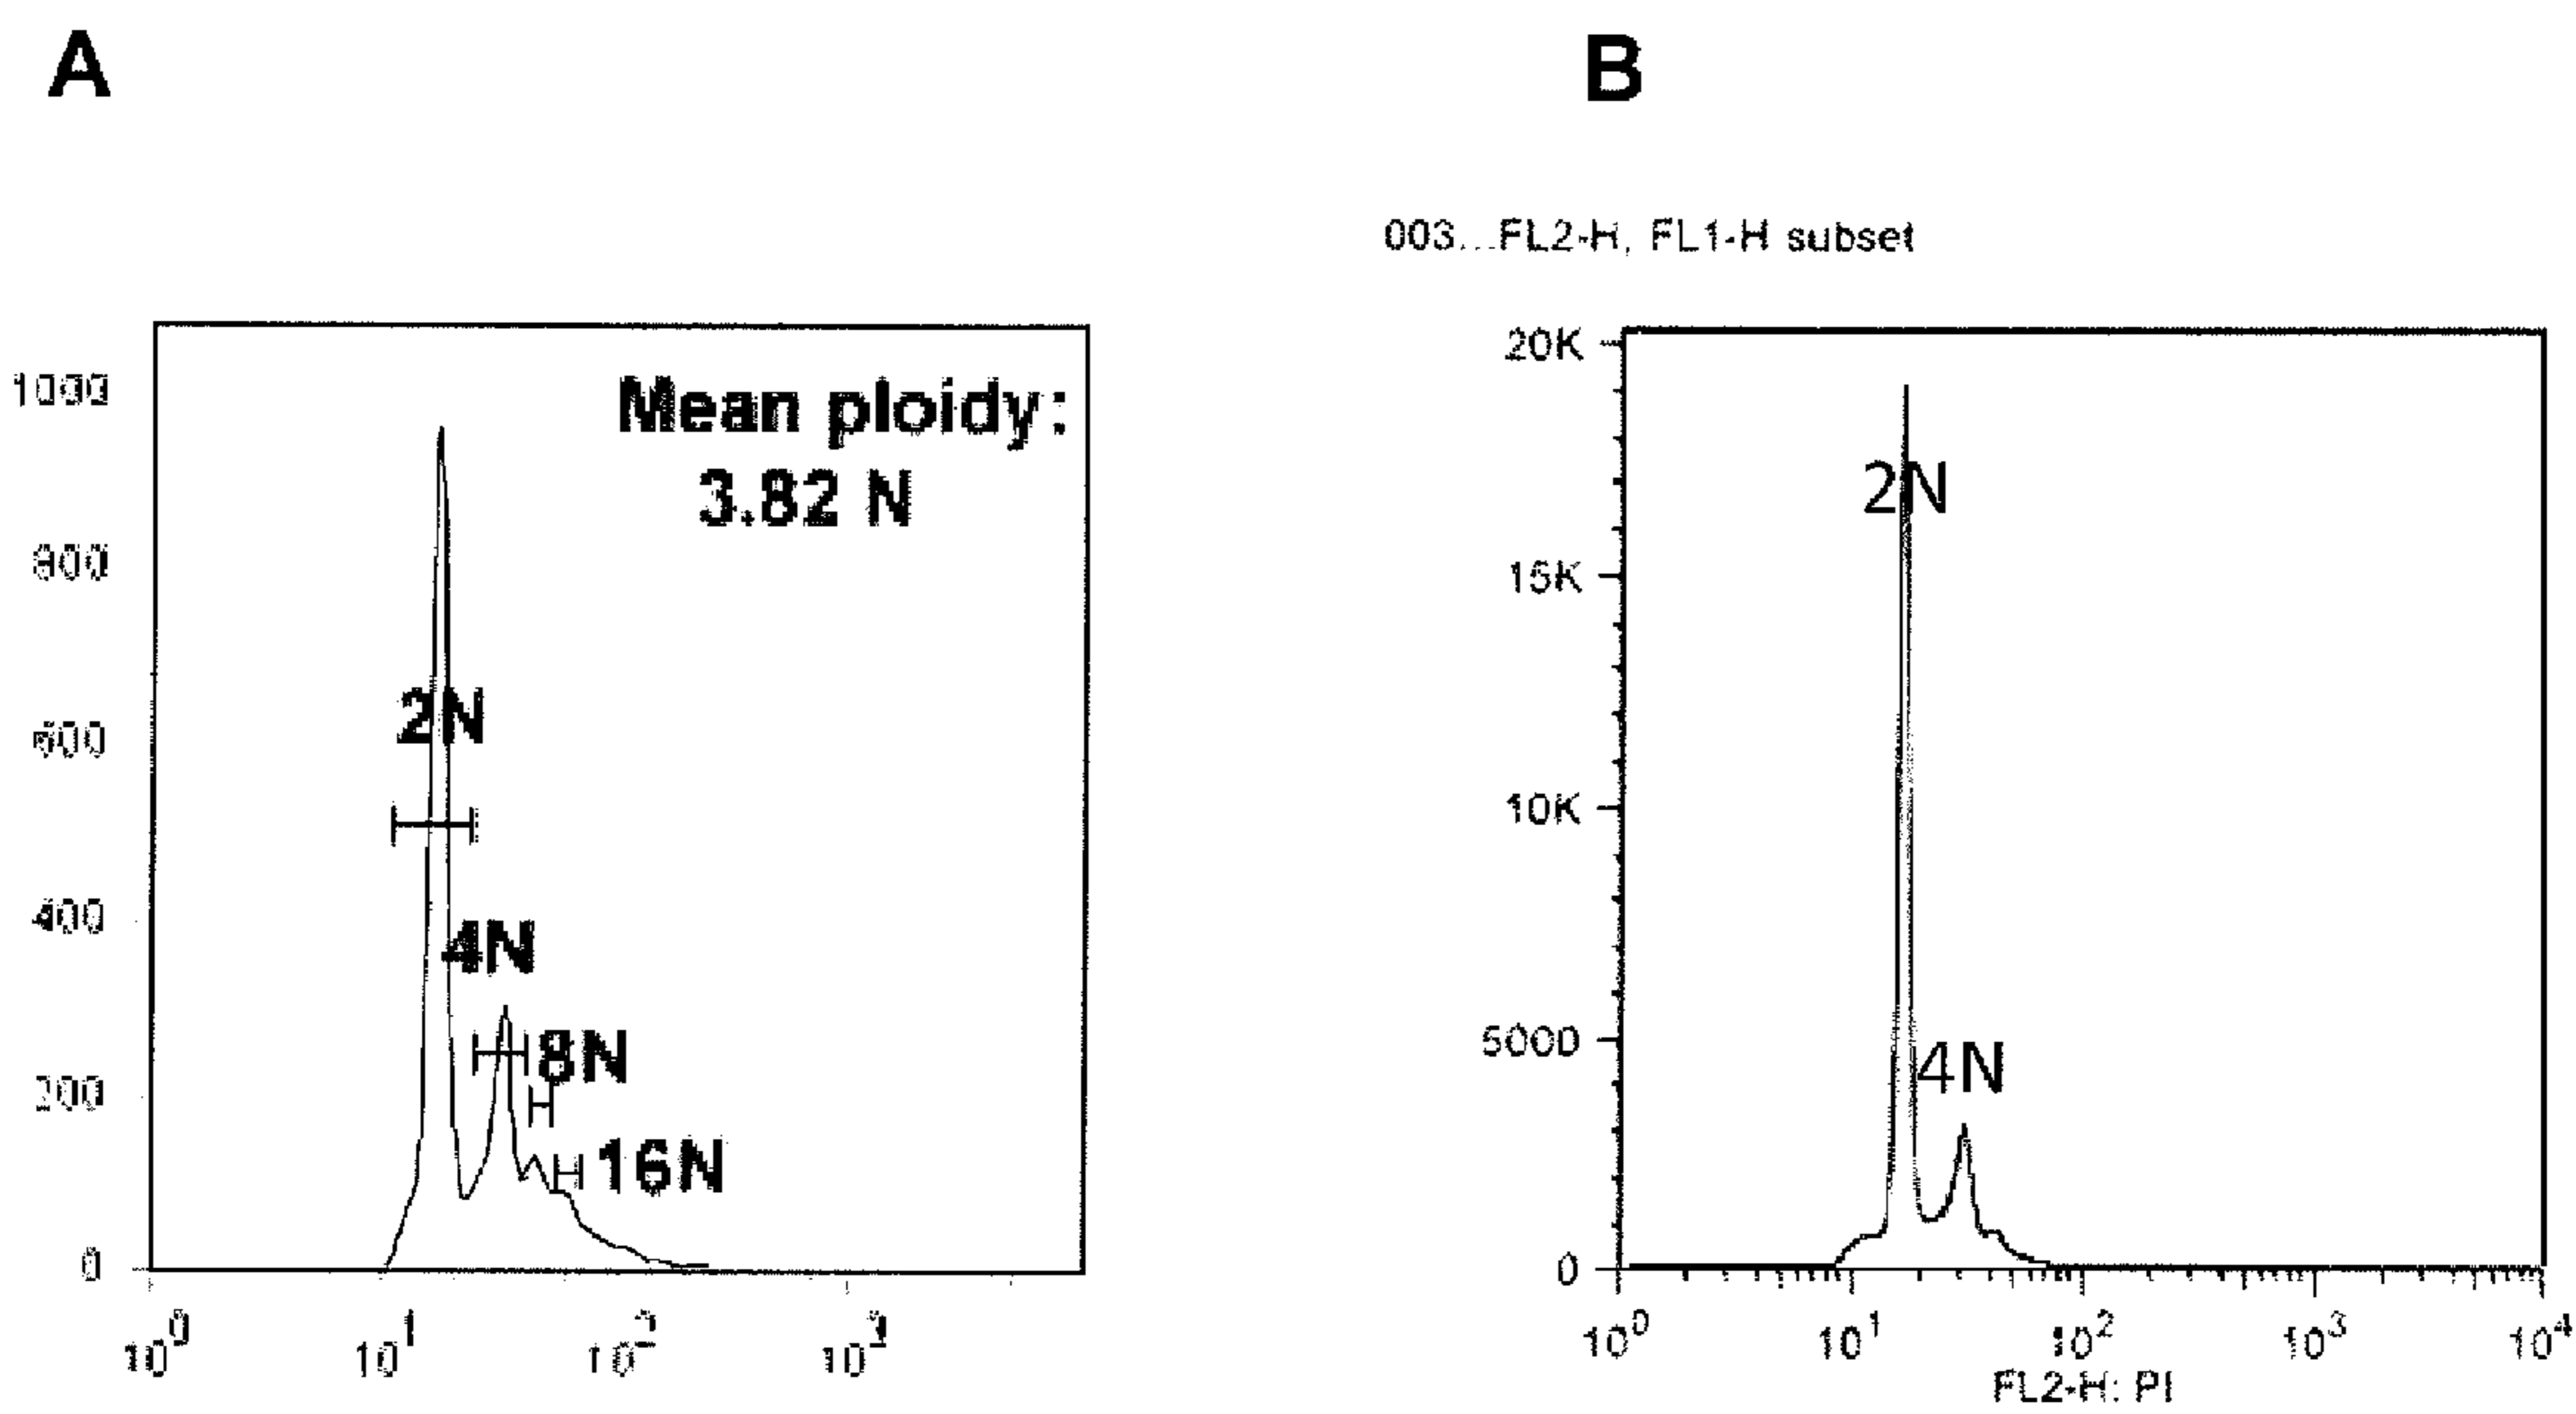 A
B
003...FL2-H, FL1-H subset
Mean ploidy:
3.82 N
1000
800
600
400
200
0
2N
4N
8N
16N
10^0 10^1 10^2 10^3
20K
15K
10K
5000
0
2N
4N
10^0 10^1 10^2 10^3 10^4
FL2-H: PI